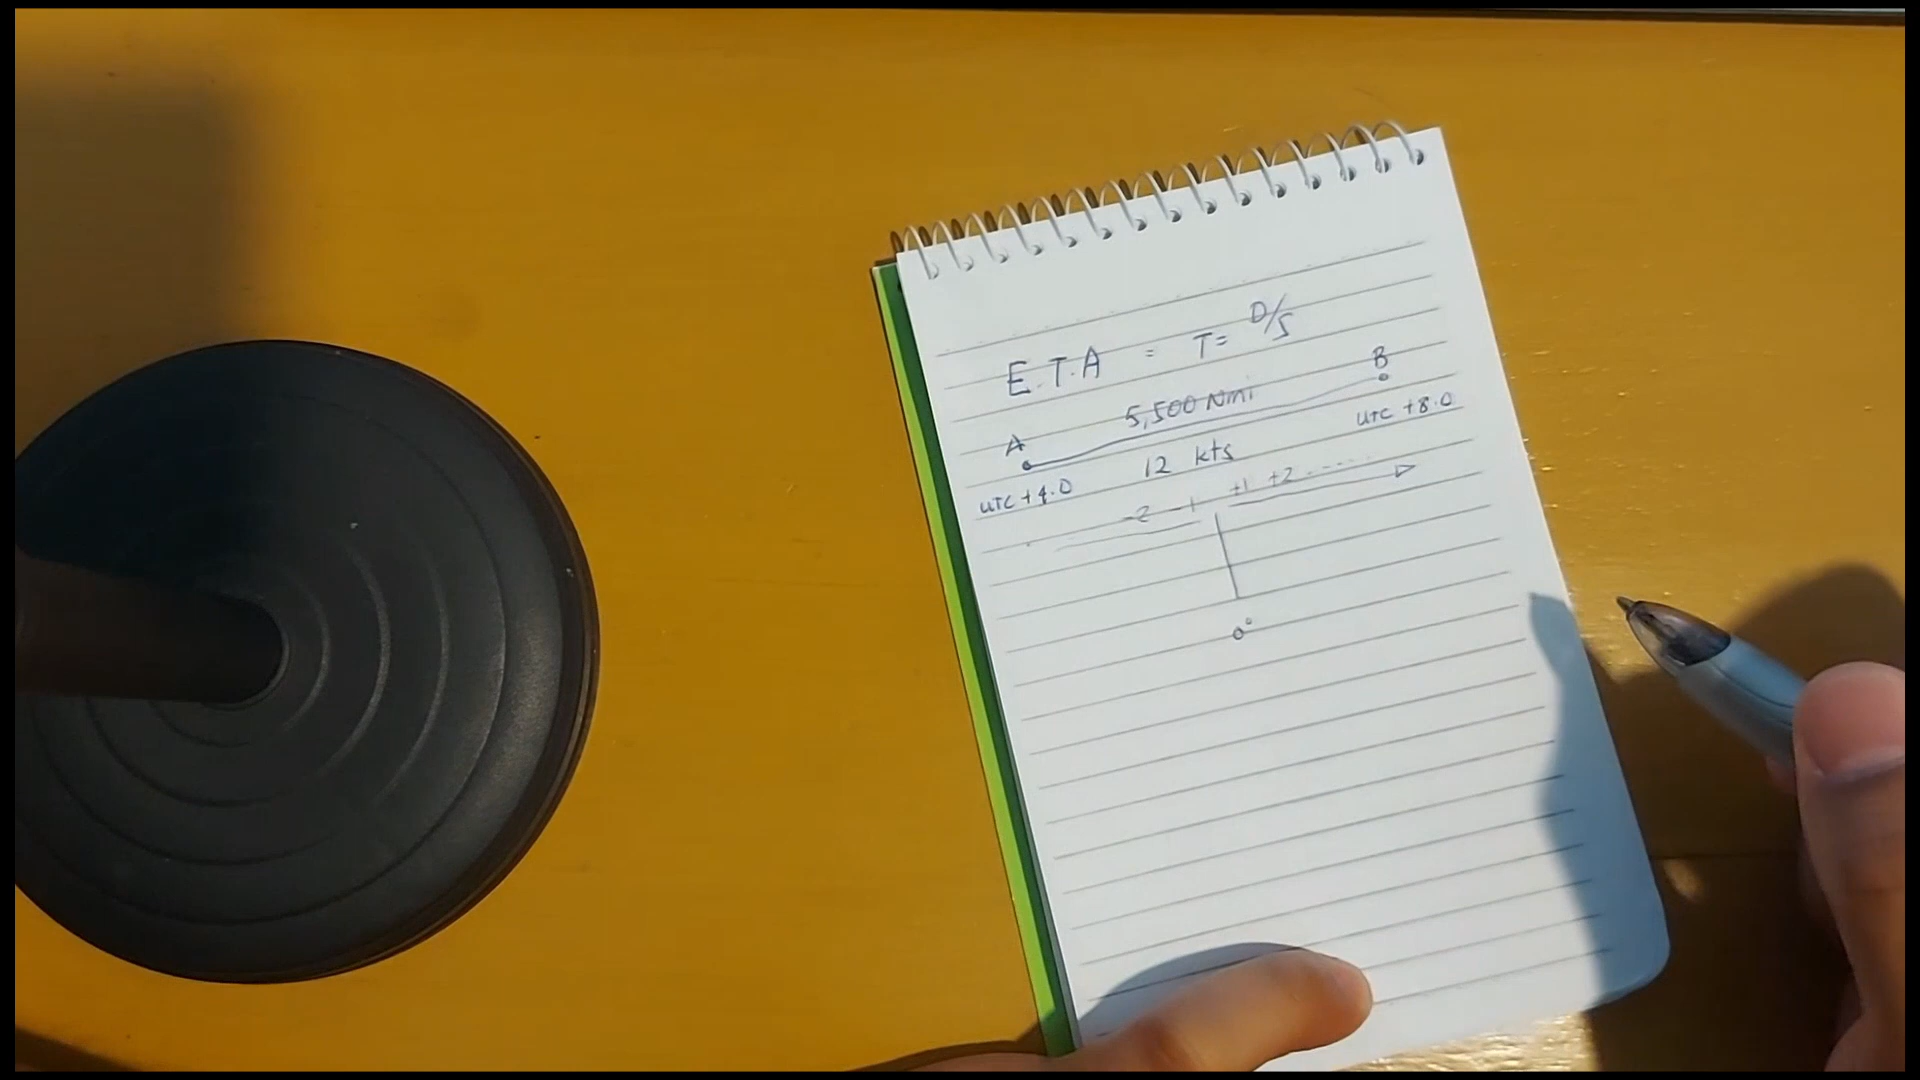 E.T.A = T= D/S
B
5,500 Nmi
A
UTC +8.0
12 kts
UTC +4.0
-2 -1 +1 +2 ......
0°